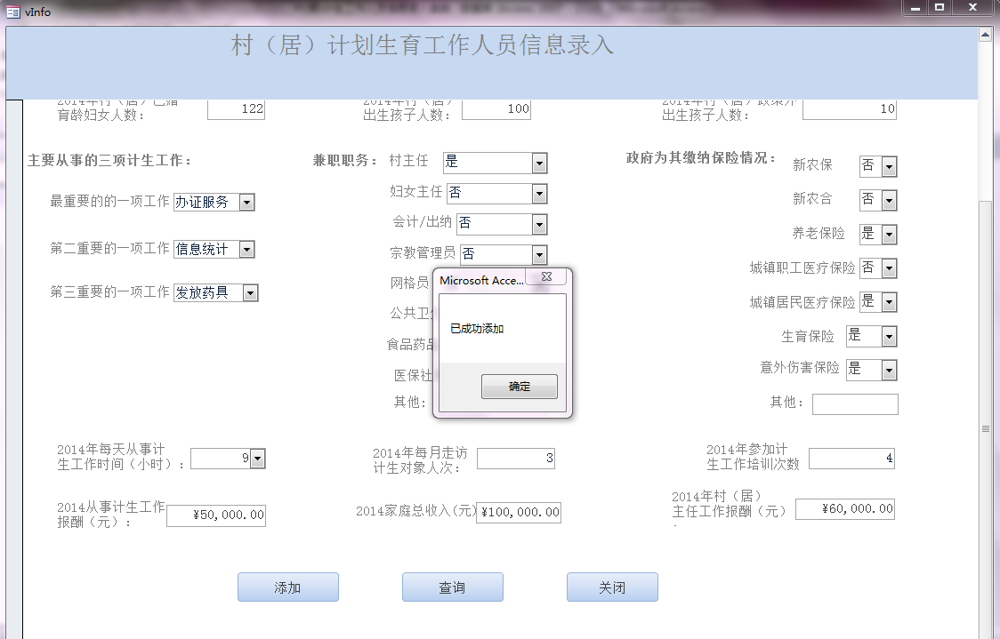 vInfo
村（居）计划生育工作人员信息录入
2014年村（居）已婚
育龄妇女人数：
122
2014年村（居）
出生孩子人数：
100
2014年村（居）政策外
出生孩子人数：
10
主要从事的三项计生工作：
兼职职务：
村主任
是
政府为其缴纳保险情况：
新农保
否
最重要的的一项工作
办证服务
妇女主任
否
新农合
否
会计/出纳
否
养老保险
是
第二重要的一项工作
信息统计
宗教管理员
否
城镇职工医疗保险
否
第三重要的一项工作
发放药具
网格员
城镇居民医疗保险
是
公共卫生
食品药品
生育保险
是
医保社
意外伤害保险
是
其他：
其他：
Microsoft Acce...
已成功添加
确定
2014年每天从事计
生工作时间（小时）：
9
2014年每月走访
计生对象人次：
3
2014年参加计
生工作培训次数
4
2014从事计生工作
报酬（元）：
¥50,000.00
2014家庭总收入(元)
¥100,000.00
2014年村（居）
主任工作报酬（元）
¥60,000.00
添加
查询
关闭